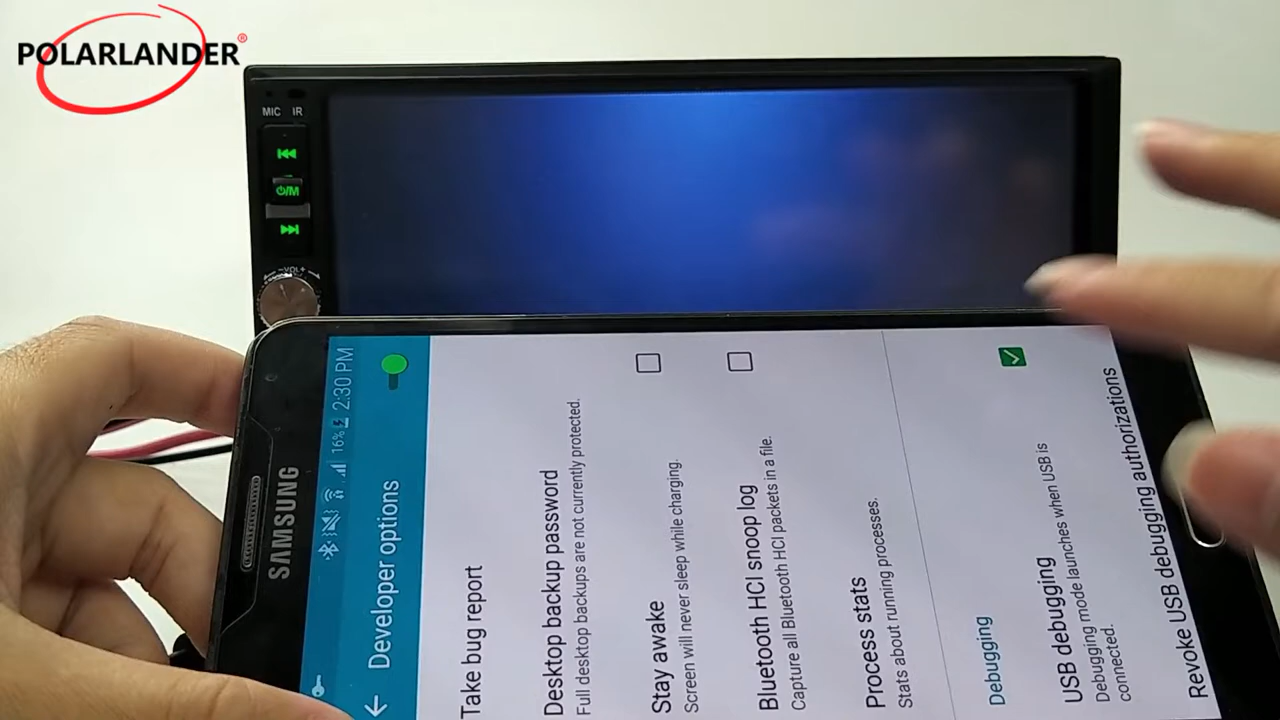 POLARLANDER®
MIC IR
⏻/M
−VOL+
SAMSUNG
16% 2:30 PM
Developer options
Take bug report
Desktop backup password
Full desktop backups are not currently protected.
Stay awake
Screen will never sleep while charging.
Bluetooth HCI snoop log
Capture all Bluetooth HCI packets in a file.
Process stats
Stats about running processes.
Debugging
USB debugging
Debugging mode launches when USB is
connected.
Revoke USB debugging authorizations